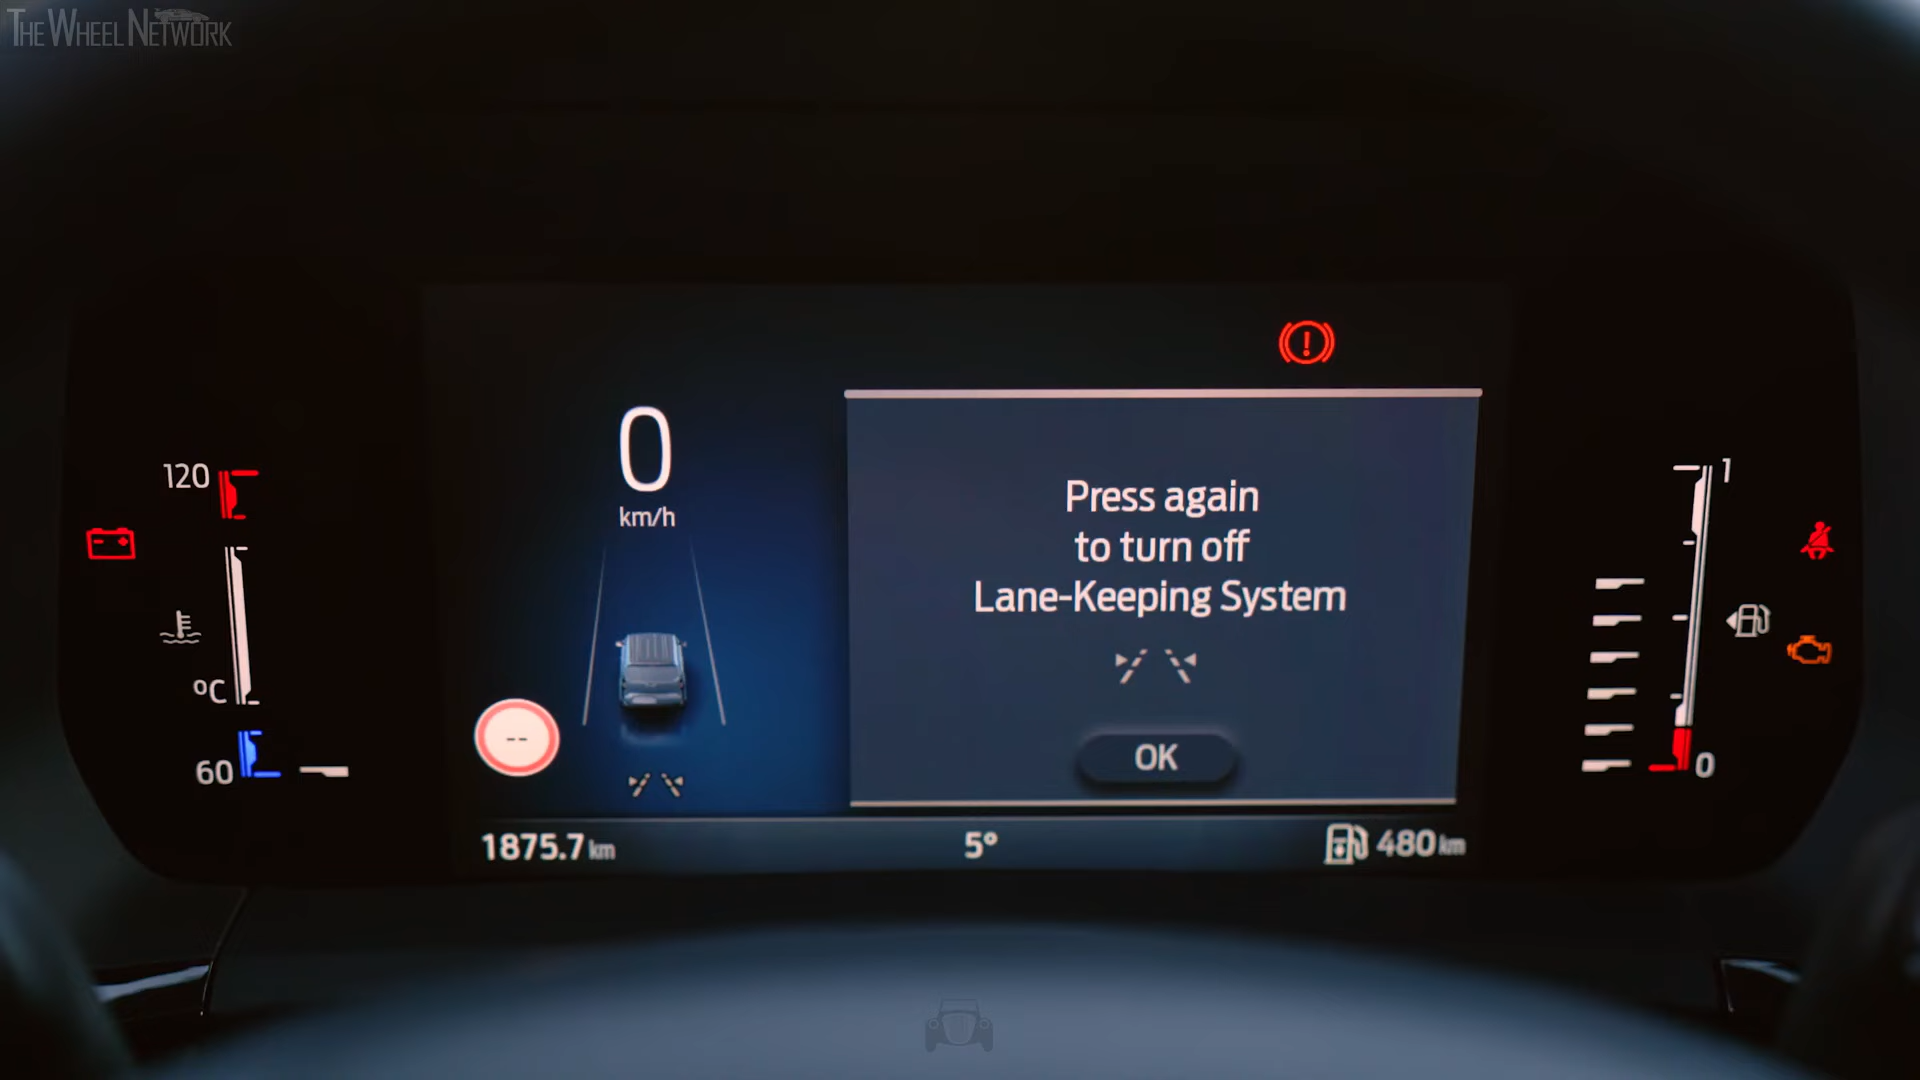 THE WHEEL NETWORK
0
km/h
120
°C
60
Press again
to turn off
Lane-Keeping System
OK
--
1
0
1875.7 km
5°
480 km